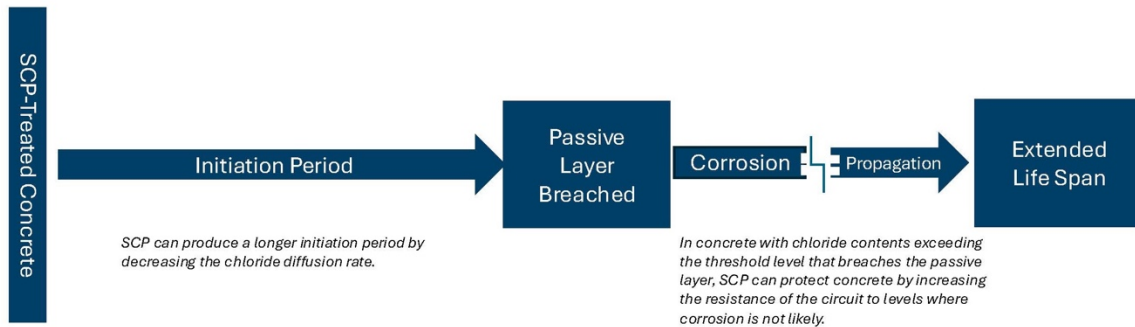 SCP-Treated Concrete
Initiation Period
Passive
Layer
Breached
Corrosion
Propagation
Extended
Life Span
SCP can produce a longer initiation period by
decreasing the chloride diffusion rate.
In concrete with chloride contents exceeding
the threshold level that breaches the passive
layer, SCP can protect concrete by increasing
the resistance of the circuit to levels where
corrosion is not likely.